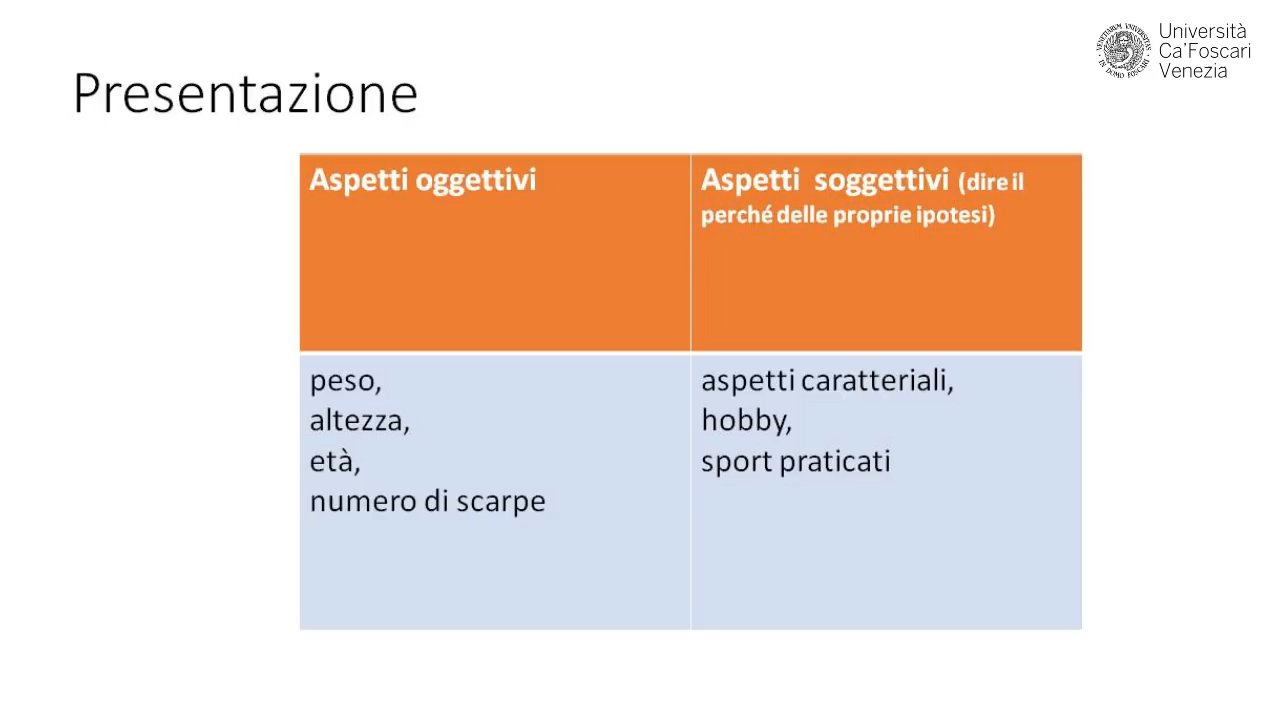 Università
Ca'Foscari
Venezia
Presentazione
Aspetti oggettivi
Aspetti soggettivi (dire il
perché delle proprie ipotesi)
peso,
altezza,
età,
numero di scarpe
aspetti caratteriali,
hobby,
sport praticati